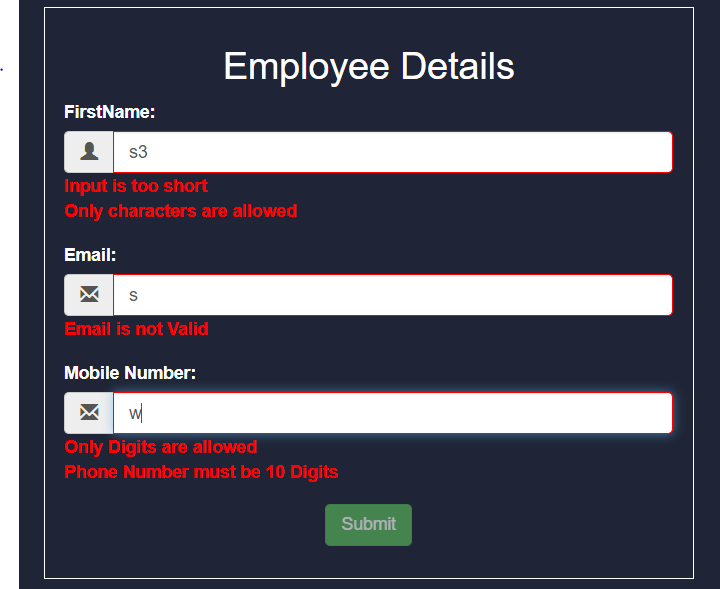 Employee Details
FirstName:
s3
Input is too short
Only characters are allowed
Email:
s
Email is not Valid
Mobile Number:
w
Only Digits are allowed
Phone Number must be 10 Digits
Submit